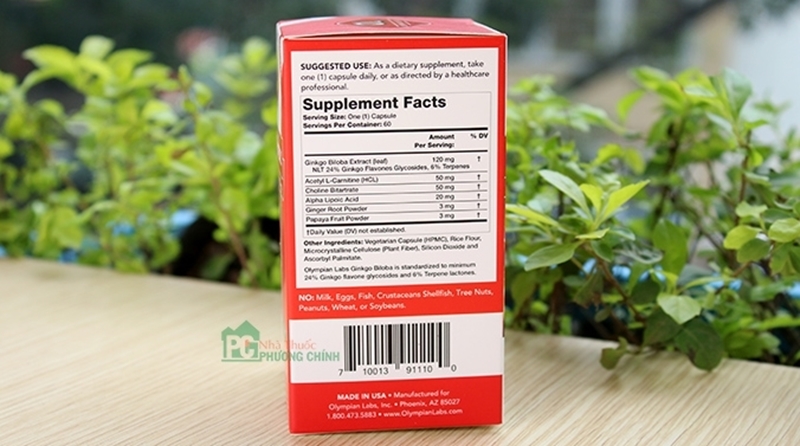 SUGGESTED USE: As a dietary supplement, take
one (1) capsule daily, or as directed by a healthcare
professional.
Supplement Facts
Serving Size: One (1) Capsule
Servings Per Container: 60
Amount Per Serving: % DV
Ginkgo Biloba Extract (leaf) 120 mg †
NLT 24% Ginkgo Flavones Glycosides, 6% Terpenes
Acetyl L-Carnitine (HCL) 50 mg †
Choline Bitartrate 50 mg †
Alpha Lipoic Acid 20 mg †
Ginger Root Powder 3 mg †
Papaya Fruit Powder 3 mg †
†Daily Value (DV) not established.
Other Ingredients: Vegetarian Capsule (HPMC), Rice Flour,
Microcrystalline Cellulose (Plant Fiber), Silicon Dioxide and
Ascorbyl Palmitate.
Olympian Labs Ginkgo Biloba is standardized to minimum
24% Ginkgo flavone glycosides and 6% Terpene lactones.
NO: Milk, Eggs, Fish, Crustaceans Shellfish, Tree Nuts,
Peanuts, Wheat, or Soybeans.
PC Nhà Thuốc
PHƯƠNG CHÍNH
7 10013 91110 0
MADE IN USA • Manufactured for
Olympian Labs, Inc. • Phoenix, AZ 85027
1.800.473.5883 • www.OlympianLabs.com